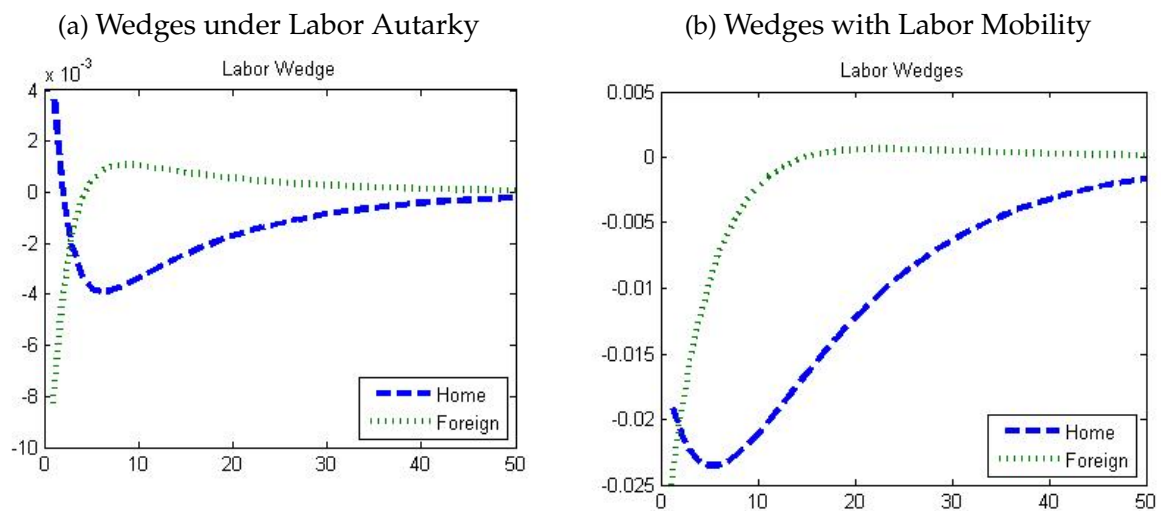 (a) Wedges under Labor Autarky
x 10⁻³
Labor Wedge
4
2
0
-2
-4
-6
-8
-10
0 10 20 30 40 50
Home
Foreign
(b) Wedges with Labor Mobility
Labor Wedges
0.005
0
-0.005
-0.01
-0.015
-0.02
-0.025
0 10 20 30 40 50
Home
Foreign